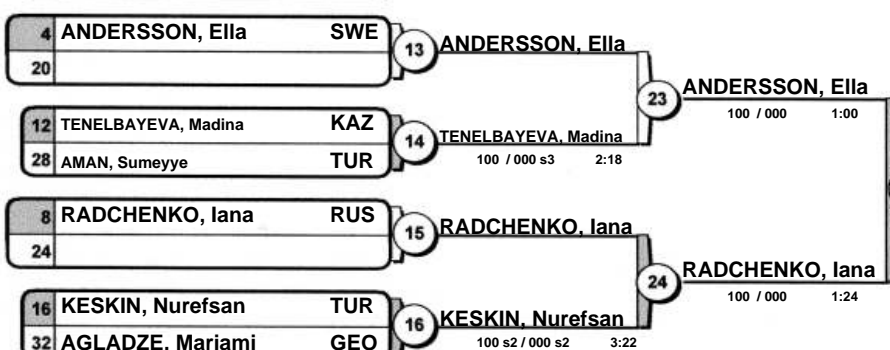 4 ANDERSSON, Ella SWE
20
13 ANDERSSON, Ella
12 TENELBAYEVA, Madina KAZ
28 AMAN, Sumeyye TUR
14 TENELBAYEVA, Madina
100 / 000 s3 2:18
23 ANDERSSON, Ella
100 / 000 1:00
8 RADCHENKO, Iana RUS
24
15 RADCHENKO, Iana
16 KESKIN, Nurefsan TUR
32 AGLADZE, Mariami GEO
16 KESKIN, Nurefsan
100 s2 / 000 s2 3:22
24 RADCHENKO, Iana
100 / 000 1:24